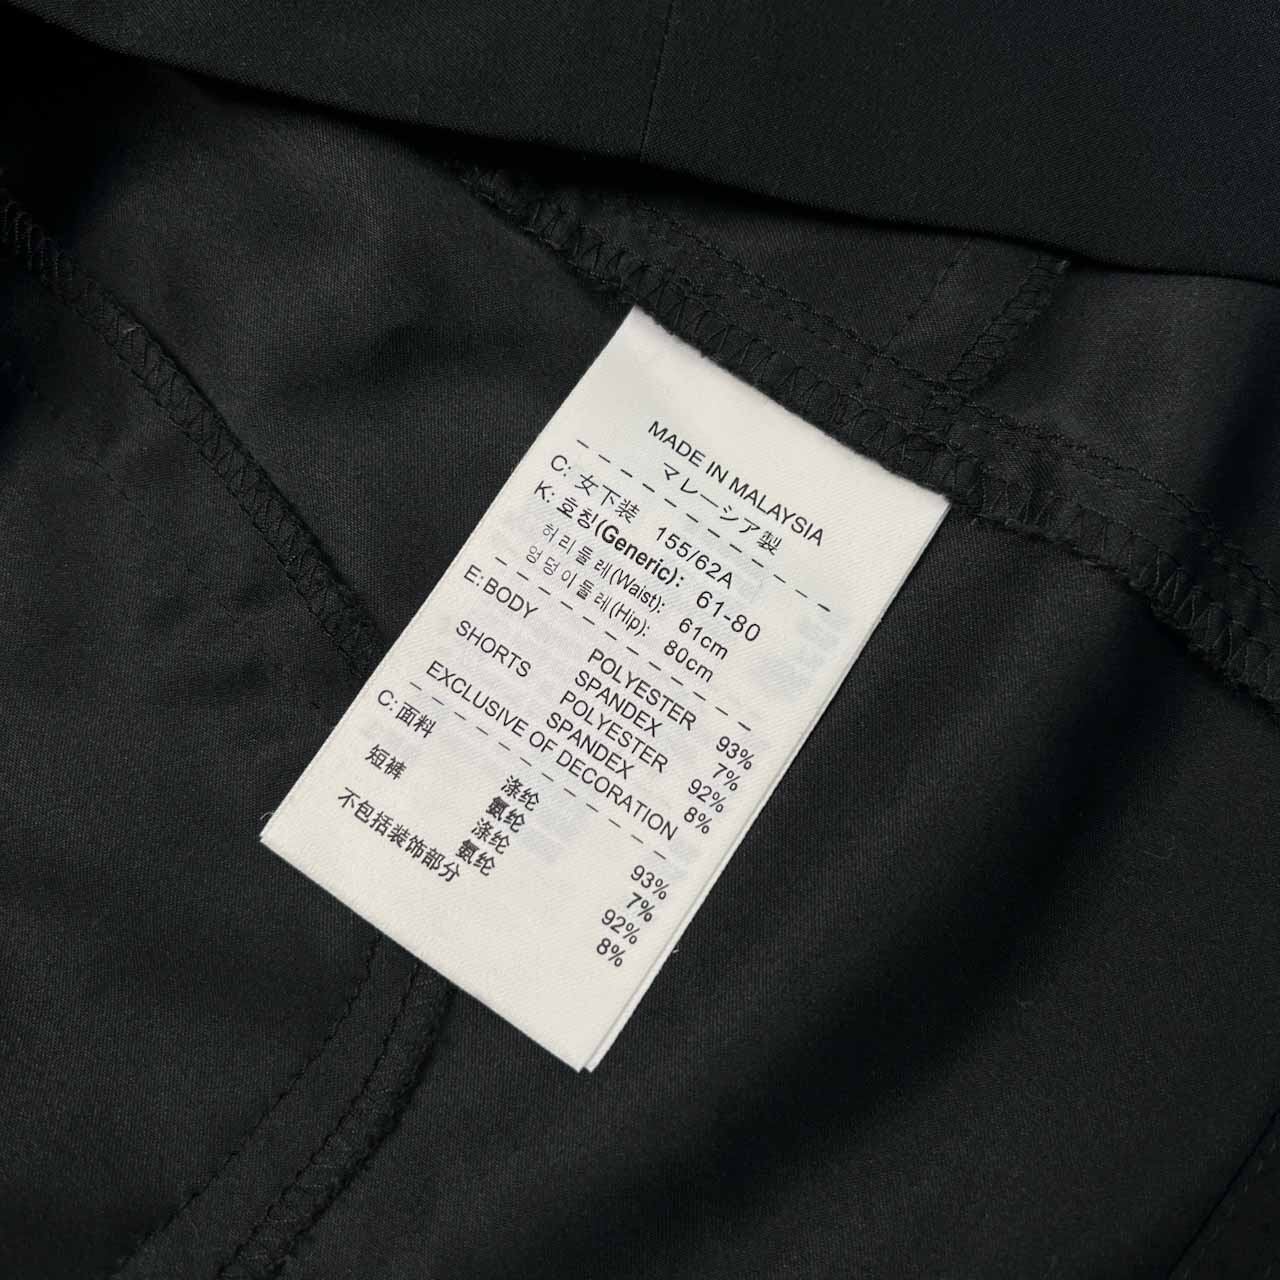 MADE IN MALAYSIA
マレーシア製
C: 女下装 155/62A
K: 호칭(Generic): 61-80
허리둘레(Waist): 61cm
엉덩이둘레(Hip): 80cm
E: BODY POLYESTER 93%
SPANDEX 7%
SHORTS POLYESTER 92%
SPANDEX 8%
EXCLUSIVE OF DECORATION
C: 面料 涤纶 93%
氨纶 7%
短裤 涤纶 92%
氨纶 8%
不包括装饰部分